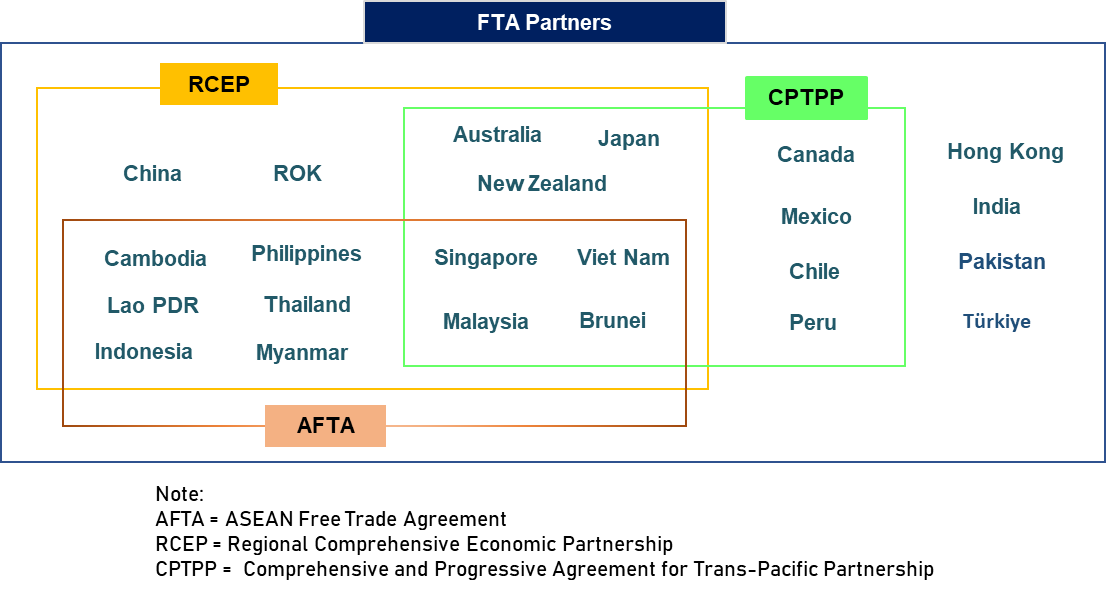 FTA Partners
RCEP
CPTPP
Australia Japan
Canada
Hong Kong
China ROK
New Zealand
Mexico
India
Cambodia Philippines
Singapore Viet Nam
Chile
Pakistan
Lao PDR Thailand
Malaysia Brunei
Peru
Türkiye
Indonesia Myanmar
AFTA
Note:
AFTA = ASEAN Free Trade Agreement
RCEP = Regional Comprehensive Economic Partnership
CPTPP = Comprehensive and Progressive Agreement for Trans-Pacific Partnership